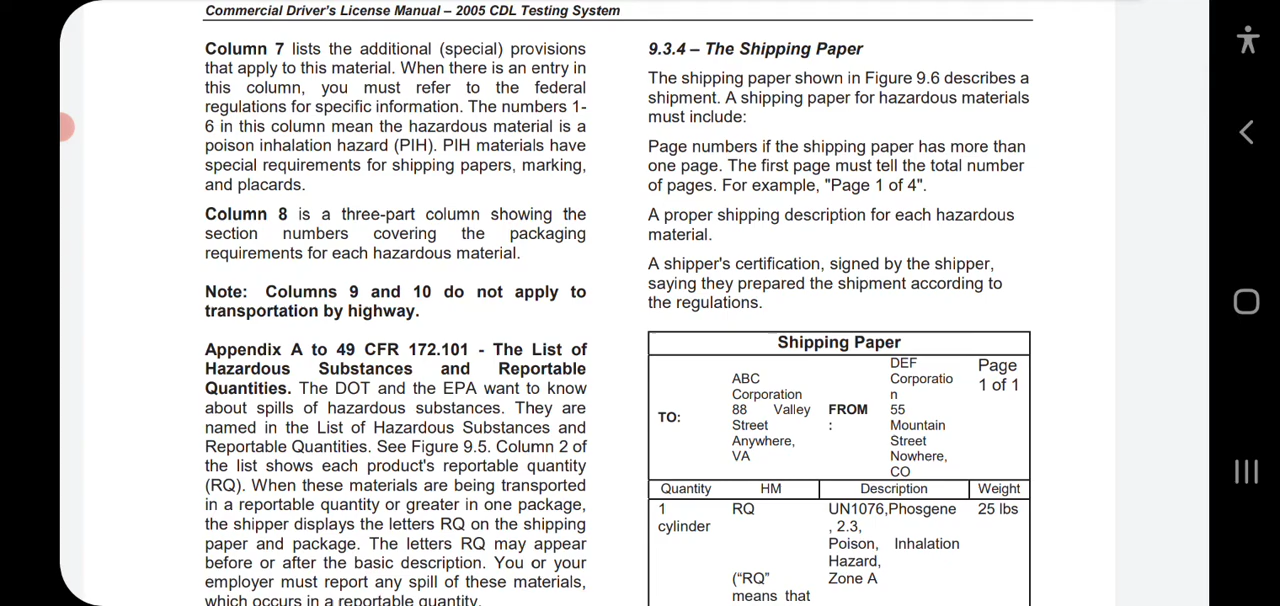 Commercial Driver's License Manual – 2005 CDL Testing System
Column 7 lists the additional (special) provisions
that apply to this material. When there is an entry in
this column, you must refer to the federal
regulations for specific information. The numbers 1-
6 in this column mean the hazardous material is a
poison inhalation hazard (PIH). PIH materials have
special requirements for shipping papers, marking,
and placards.
Column 8 is a three-part column showing the
section numbers covering the packaging
requirements for each hazardous material.
Note: Columns 9 and 10 do not apply to
transportation by highway.
Appendix A to 49 CFR 172.101 - The List of
Hazardous Substances and Reportable
Quantities. The DOT and the EPA want to know
about spills of hazardous substances. They are
named in the List of Hazardous Substances and
Reportable Quantities. See Figure 9.5. Column 2 of
the list shows each product's reportable quantity
(RQ). When these materials are being transported
in a reportable quantity or greater in one package,
the shipper displays the letters RQ on the shipping
paper and package. The letters RQ may appear
before or after the basic description. You or your
employer must report any spill of these materials,
which occurs in a reportable quantity.
9.3.4 – The Shipping Paper
The shipping paper shown in Figure 9.6 describes a
shipment. A shipping paper for hazardous materials
must include:
Page numbers if the shipping paper has more than
one page. The first page must tell the total number
of pages. For example, "Page 1 of 4".
A proper shipping description for each hazardous
material.
A shipper's certification, signed by the shipper,
saying they prepared the shipment according to
the regulations.
Shipping Paper
TO:
ABC
Corporation
88 Valley
Street
Anywhere,
VA
FROM
:
DEF
Corporatio
n
55
Mountain
Street
Nowhere,
CO
Page
1 of 1
Quantity HM Description Weight
1
cylinder
RQ
("RQ"
means that
UN1076,Phosgene
, 2.3,
Poison, Inhalation
Hazard,
Zone A
25 lbs